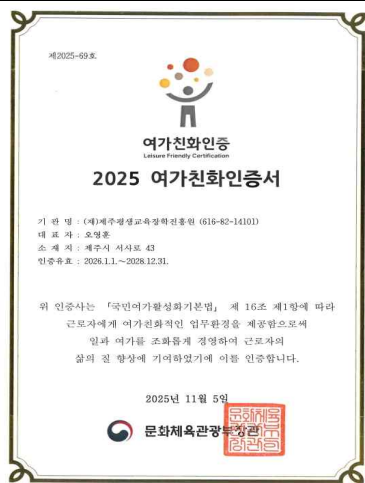 제2025-69호
여가친화인증
Leisure Friendly Certification
2025 여가친화인증서
기 관 명 : (재)제주평생교육장학진흥원 (616-82-14101)
대 표 자 : 오영훈
소 재 지 : 제주시 서사로 43
인증유효 : 2026.1.1.~2028.12.31.
위 인증사는 「국민여가활성화기본법」 제 16조 제1항에 따라
근로자에게 여가친화적인 업무환경을 제공함으로써
일과 여가를 조화롭게 경영하여 근로자의
삶의 질 향상에 기여하였기에 이를 인증합니다.
2025년 11월 5일
문화체육관광부장관